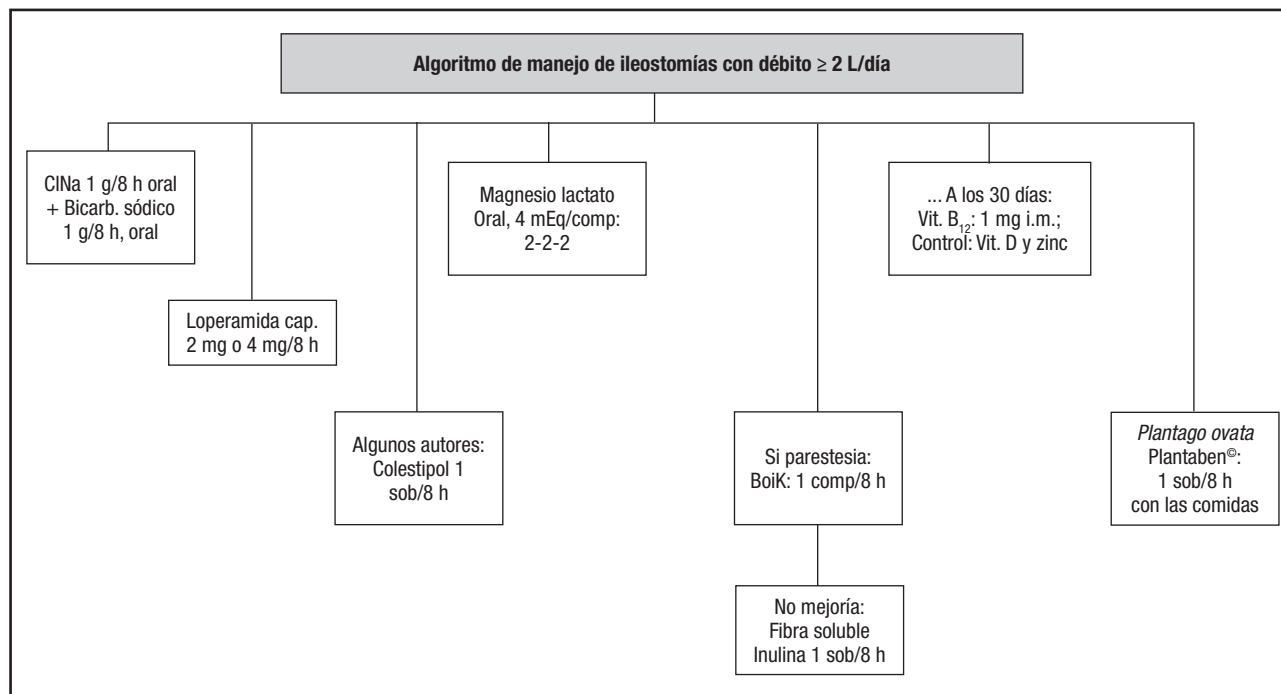 Algoritmo de manejo de ileostomías con débito ≥ 2 L/día
ClNa 1 g/8 h oral
+ Bicarb. sódico
1 g/8 h, oral
Loperamida cap.
2 mg o 4 mg/8 h
Algunos autores:
Colestipol 1
sob/8 h
Magnesio lactato
Oral, 4 mEq/comp:
2-2-2
Si parestesia:
BoiK: 1 comp/8 h
No mejoría:
Fibra soluble
Inulina 1 sob/8 h
... A los 30 días:
Vit. B₁₂: 1 mg i.m.;
Control: Vit. D y zinc
Plantago ovata
Plantaben©:
1 sob/8 h
con las comidas